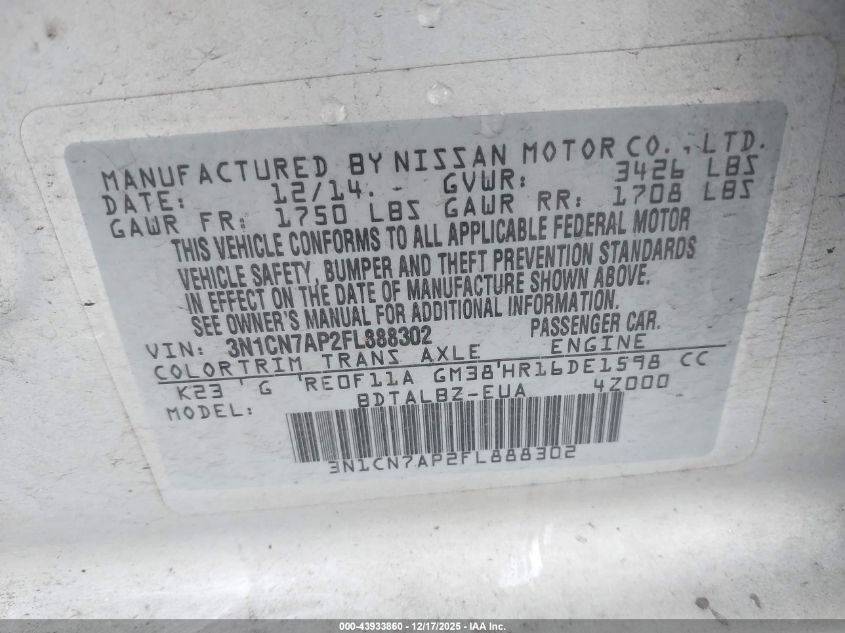 MANUFACTURED BY NISSAN MOTOR CO., LTD.
DATE: 12/14. GVWR: 3426 LBS
GAWR FR: 1750 LBS GAWR RR: 1708 LBS
THIS VEHICLE CONFORMS TO ALL APPLICABLE FEDERAL MOTOR
VEHICLE SAFETY, BUMPER AND THEFT PREVENTION STANDARDS
IN EFFECT ON THE DATE OF MANUFACTURE SHOWN ABOVE.
SEE OWNER'S MANUAL FOR ADDITIONAL INFORMATION.
VIN: 3N1CN7AP2FL888302 PASSENGER CAR.
COLOR TRIM TRANS AXLE ENGINE
K23 ' G 'RE0F11A GM38'HR16DE1598 CC
MODEL: BDTALBZ-EUA 4Z000
3N1CN7AP2FL888302
000-43933860 - 12/17/2025 - IAA Inc.